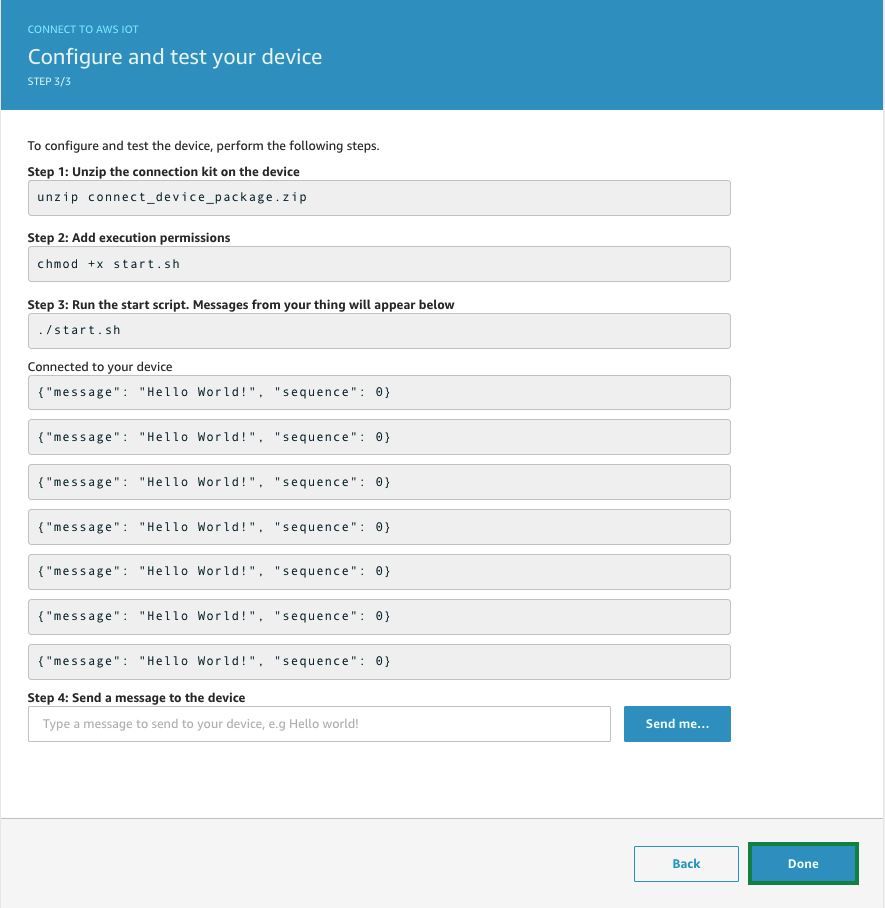 CONNECT TO AWS IOT
Configure and test your device
STEP 3/3
To configure and test the device, perform the following steps.
Step 1: Unzip the connection kit on the device
unzip connect_device_package.zip
Step 2: Add execution permissions
chmod +x start.sh
Step 3: Run the start script. Messages from your thing will appear below
./start.sh
Connected to your device
{"message": "Hello World!", "sequence": 0}
{"message": "Hello World!", "sequence": 0}
{"message": "Hello World!", "sequence": 0}
{"message": "Hello World!", "sequence": 0}
{"message": "Hello World!", "sequence": 0}
{"message": "Hello World!", "sequence": 0}
{"message": "Hello World!", "sequence": 0}
Step 4: Send a message to the device
Type a message to send to your device, e.g Hello world!
Send me...
Back
Done